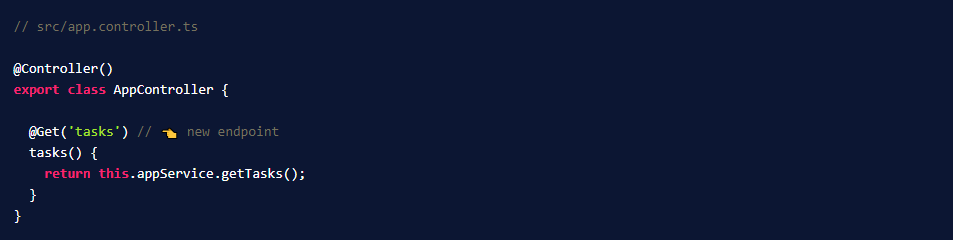 // src/app.controller.ts
@Controller()
export class AppController {
@Get('tasks') // 👈 new endpoint
tasks() {
return this.appService.getTasks();
}
}